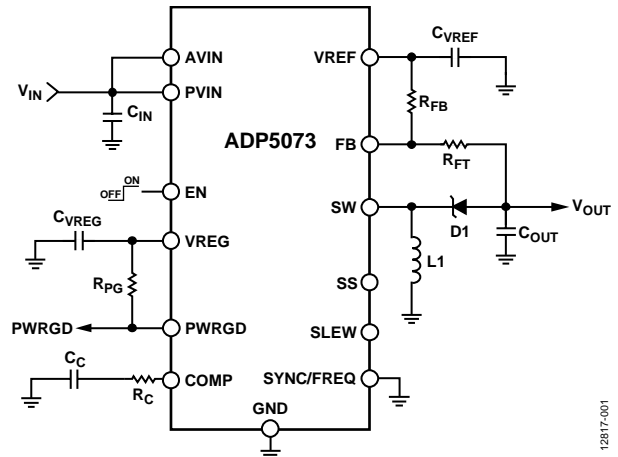 CVREF
AVIN
VREF
VIN
PVIN
RFB
CIN
ADP5073
FB
RFT
ON
OFF
EN
SW
VOUT
CVREG
VREG
D1
COUT
L1
RPG
SS
SLEW
PWRGD
PWRGD
CC
COMP
SYNC/FREQ
RC
GND
12817-001